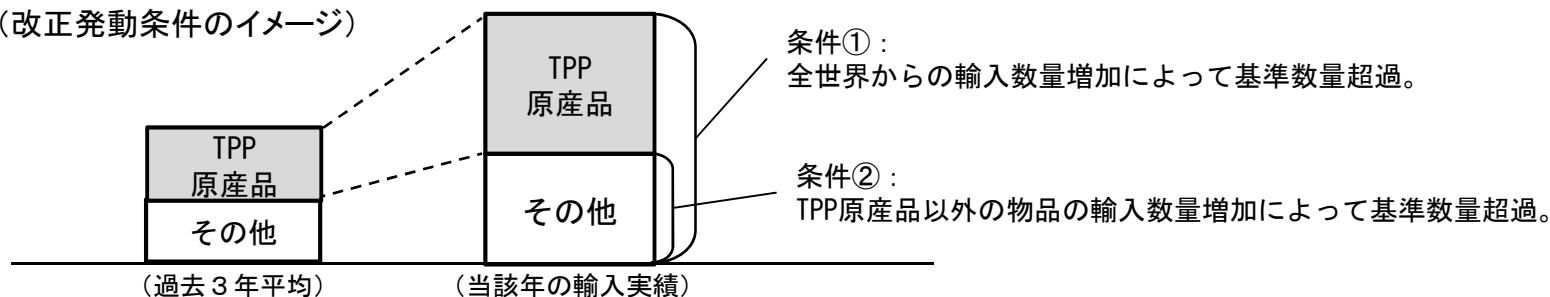 （改正発動条件のイメージ）
TPP
原産品
その他
（過去３年平均）
TPP
原産品
その他
（当該年の輸入実績）
条件①：
全世界からの輸入数量増加によって基準数量超過。
条件②：
TPP原産品以外の物品の輸入数量増加によって基準数量超過。